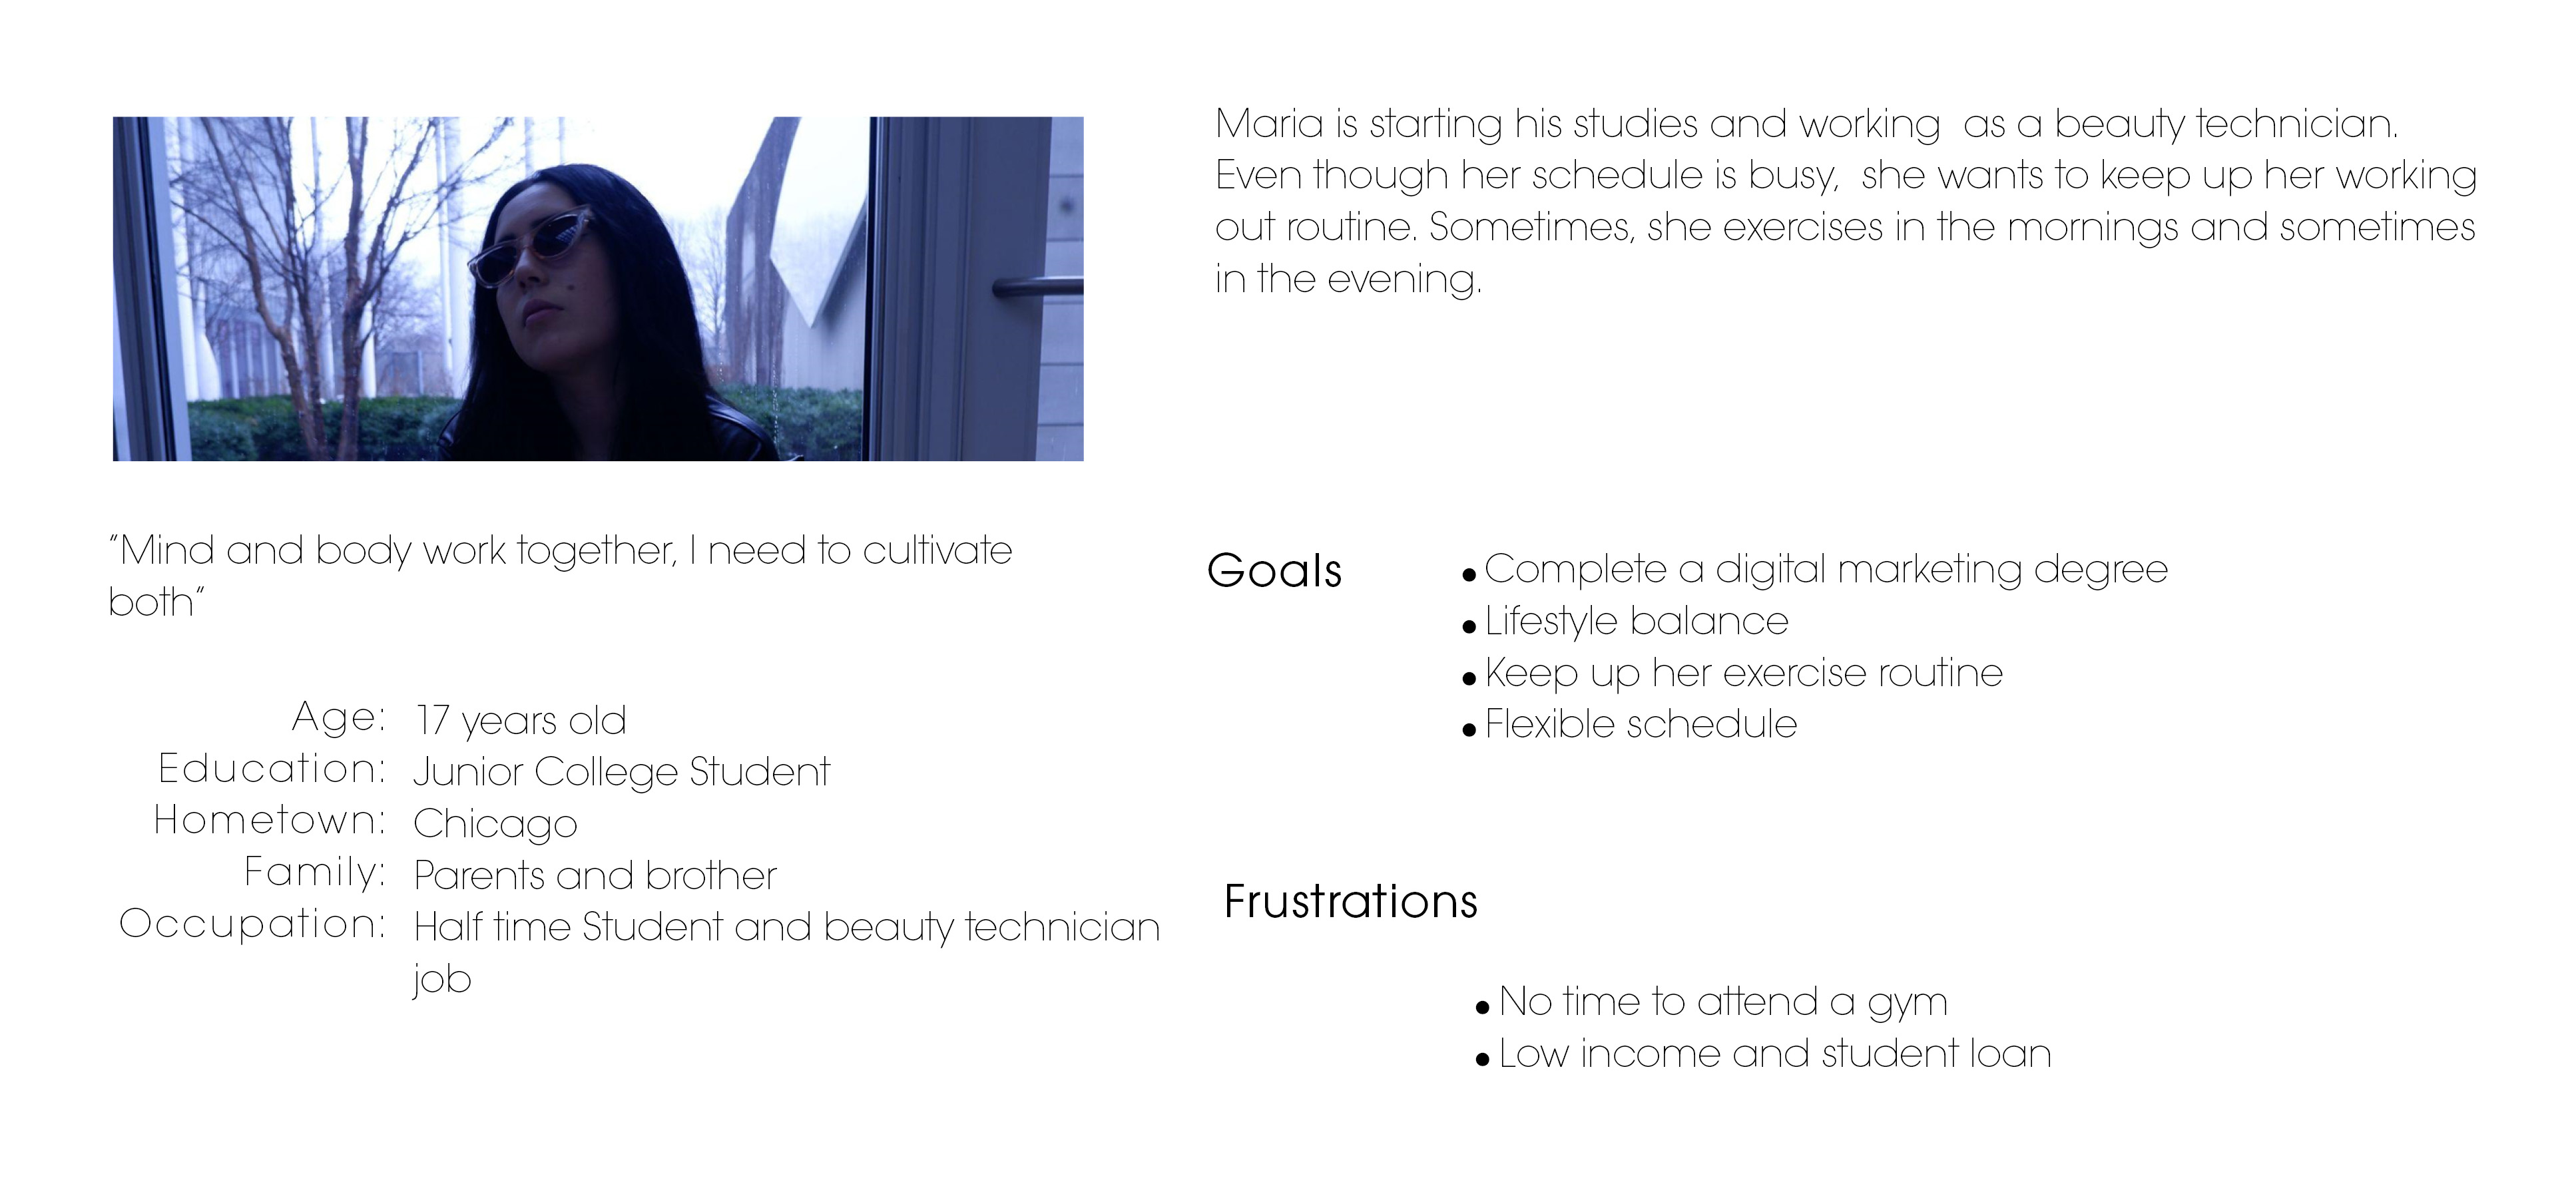 Maria is starting his studies and working  as a beauty technician.
Even though her schedule is busy,  she wants to keep up her working
out routine. Sometimes, she exercises in the mornings and sometimes
in the evening.
“Mind and body work together, I need to cultivate
both”
Age: 17 years old
Education: Junior College Student
Hometown: Chicago
Family: Parents and brother
Occupation: Half time Student and beauty technician
job
Goals
• Complete a digital marketing degree
• Lifestyle balance
• Keep up her exercise routine
• Flexible schedule
Frustrations
• No time to attend a gym
• Low income and student loan